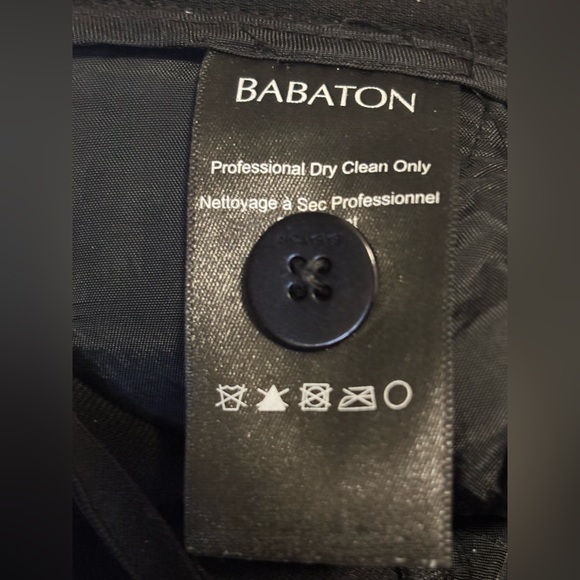 BABATON
Professional Dry Clean Only
Nettoyage à Sec Professionnel